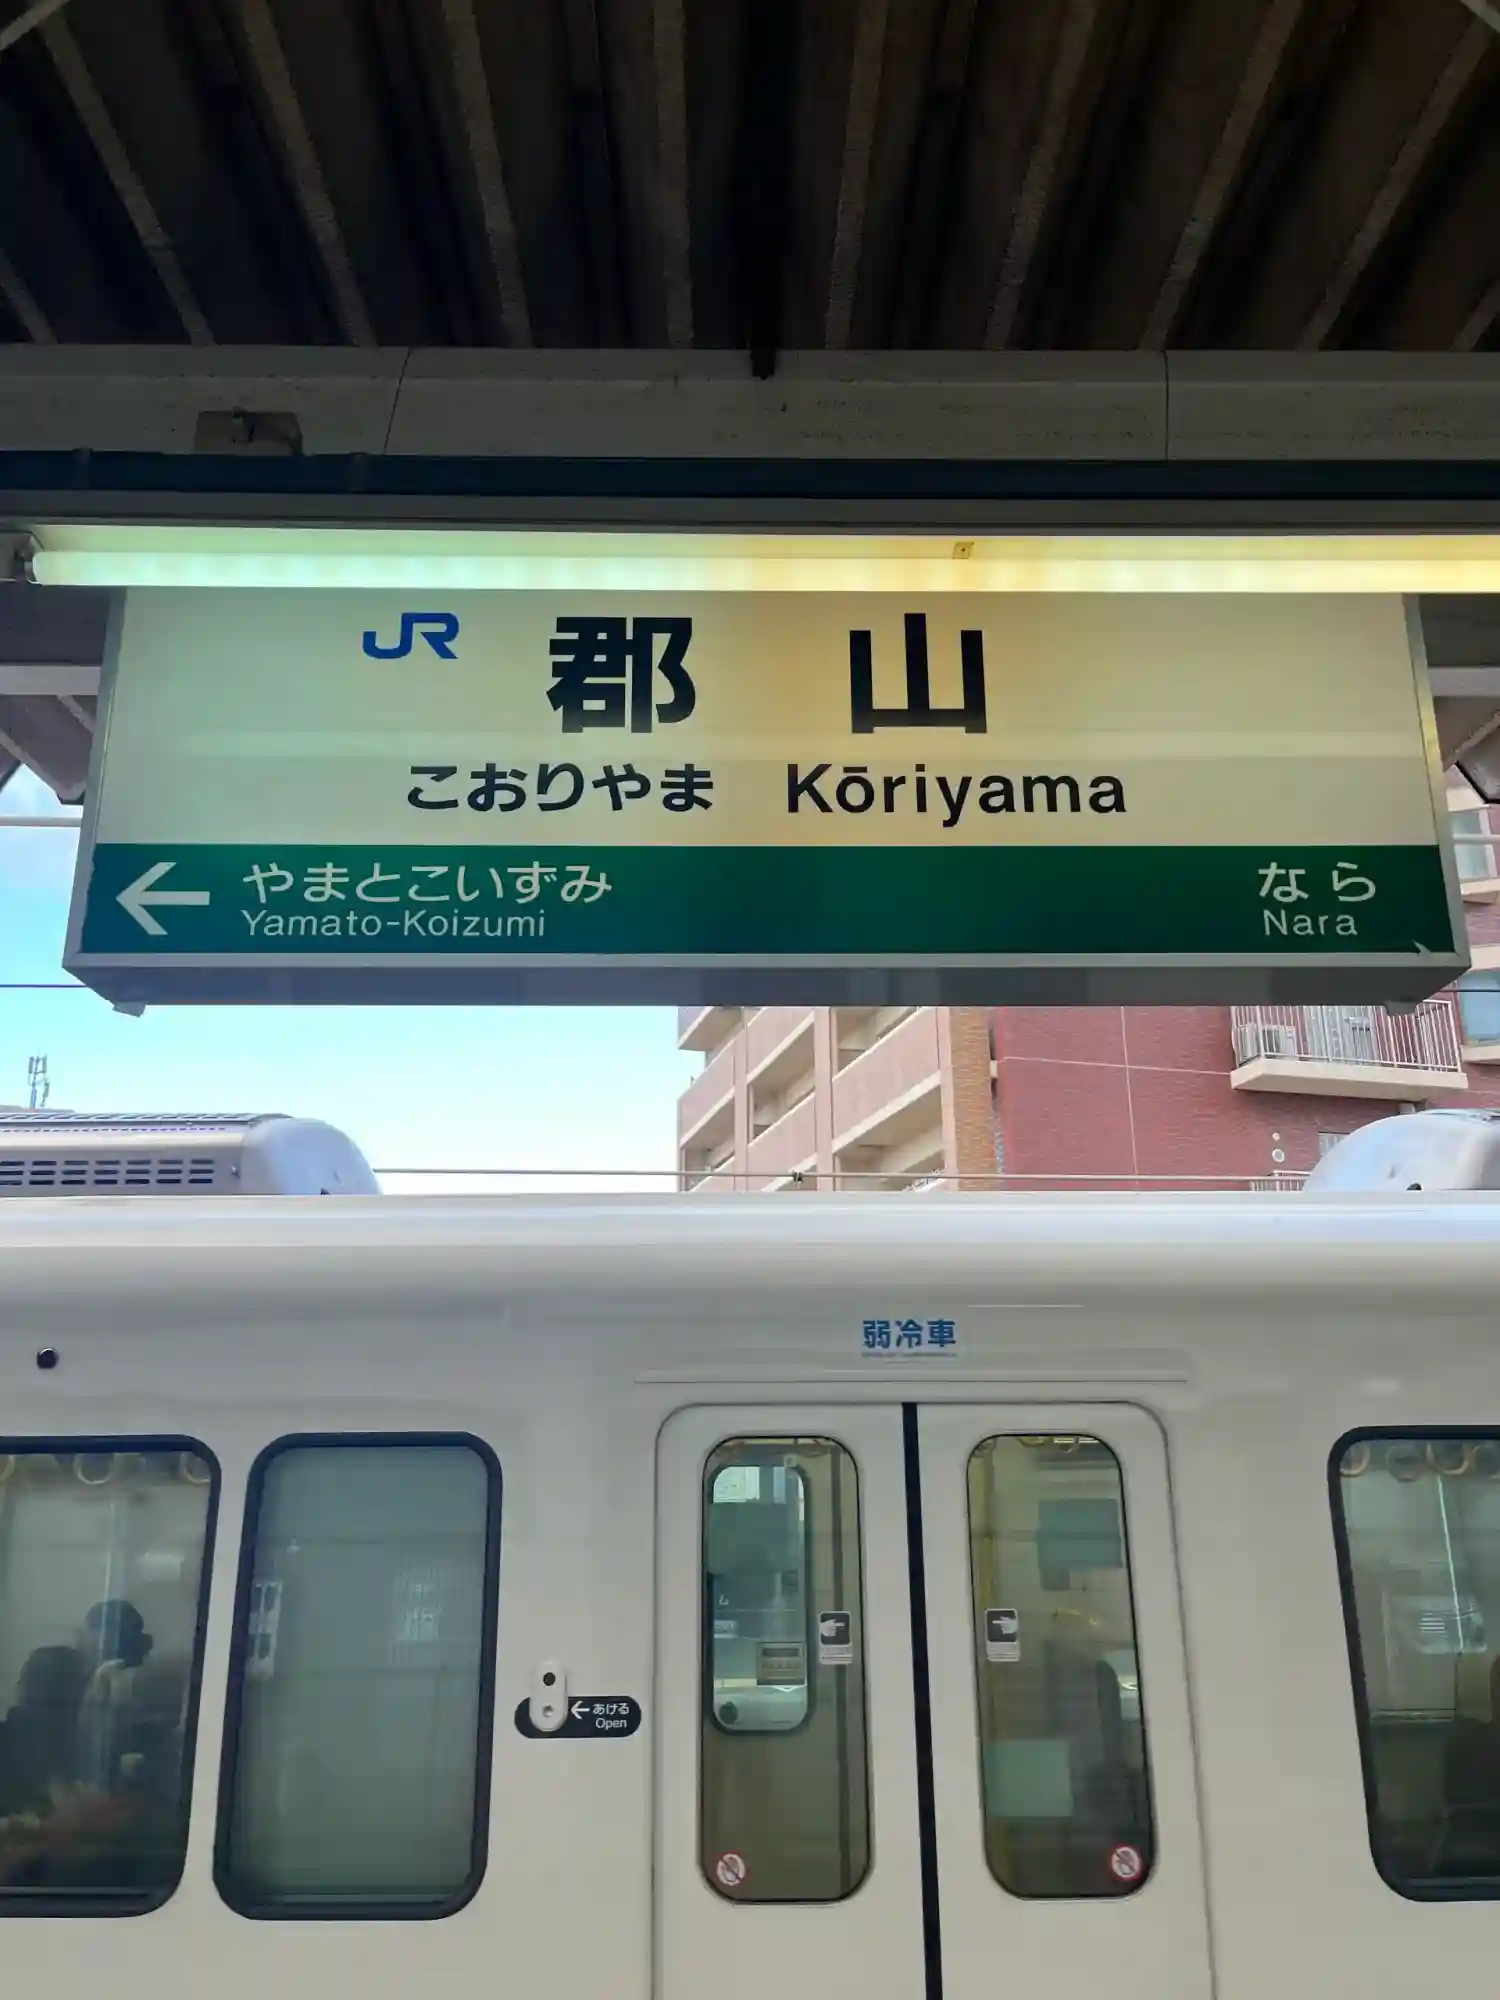 JR 郡山
こおりやま Kōriyama
← やまとこいずみ なら
Yamato-Koizumi Nara
弱冷車
← あける
Open